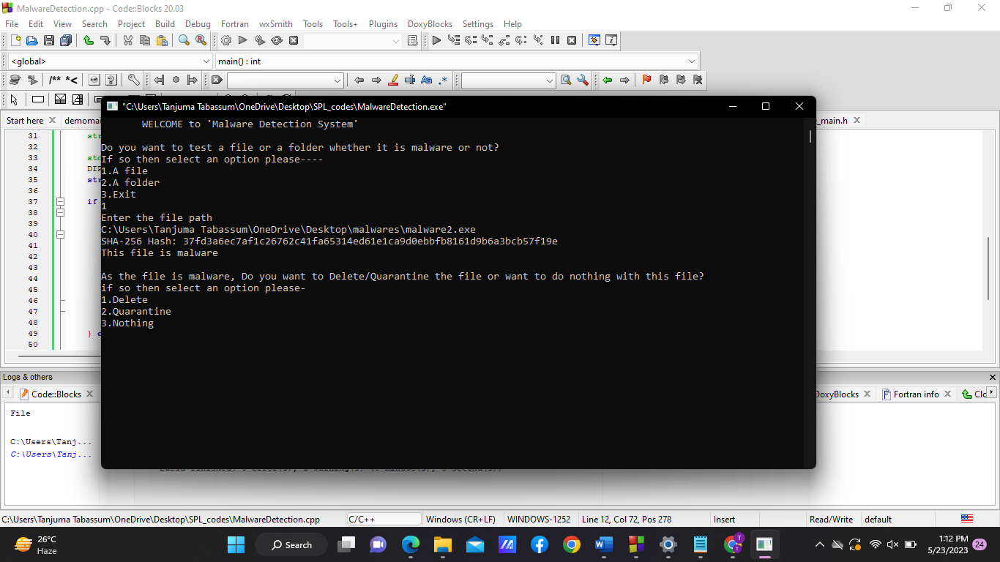 MalwareDetection.cpp - Code::Blocks 20.03
File Edit View Search Project Build Debug Fortran wxSmith Tools Tools+ Plugins DoxyBlocks Settings Help
<global> main() : int
/** *<
Aa .*
"C:\Users\Tanjuma Tabassum\OneDrive\Desktop\SPL_codes\MalwareDetection.exe"
Start here
_main.h
31
32
33
34
35
36
37 if
38
39
40
41
42
43
44
45
46
47
48
49 }
50
WELCOME to 'Malware Detection System'
Do you want to test a file or a folder whether it is malware or not?
If so then select an option please----
1.A file
2.A folder
3.Exit
1
Enter the file path
C:\Users\Tanjuma Tabassum\OneDrive\Desktop\malwares\malware2.exe
SHA-256 Hash: 37fd3a6ec7af1c26762c41fa65314ed61e1ca9d0ebbfb8161d9b6a3bcb57f19e
This file is malware
As the file is malware, Do you want to Delete/Quarantine the file or want to do nothing with this file?
if so then select an option please-
1.Delete
2.Quarantine
3.Nothing
Logs & others
Code::Blocks DoxyBlocks Fortran info
File
C:\Users\Tanj...
C:\Users\Tanj...
C:\Users\Tanjuma Tabassum\OneDrive\Desktop\SPL_codes\MalwareDetection.cpp C/C++ Windows (CR+LF) WINDOWS-1252 Line 12, Col 72, Pos 278 Insert Read/Write default
26°C
Haze
Search
1:12 PM
5/23/2023
24